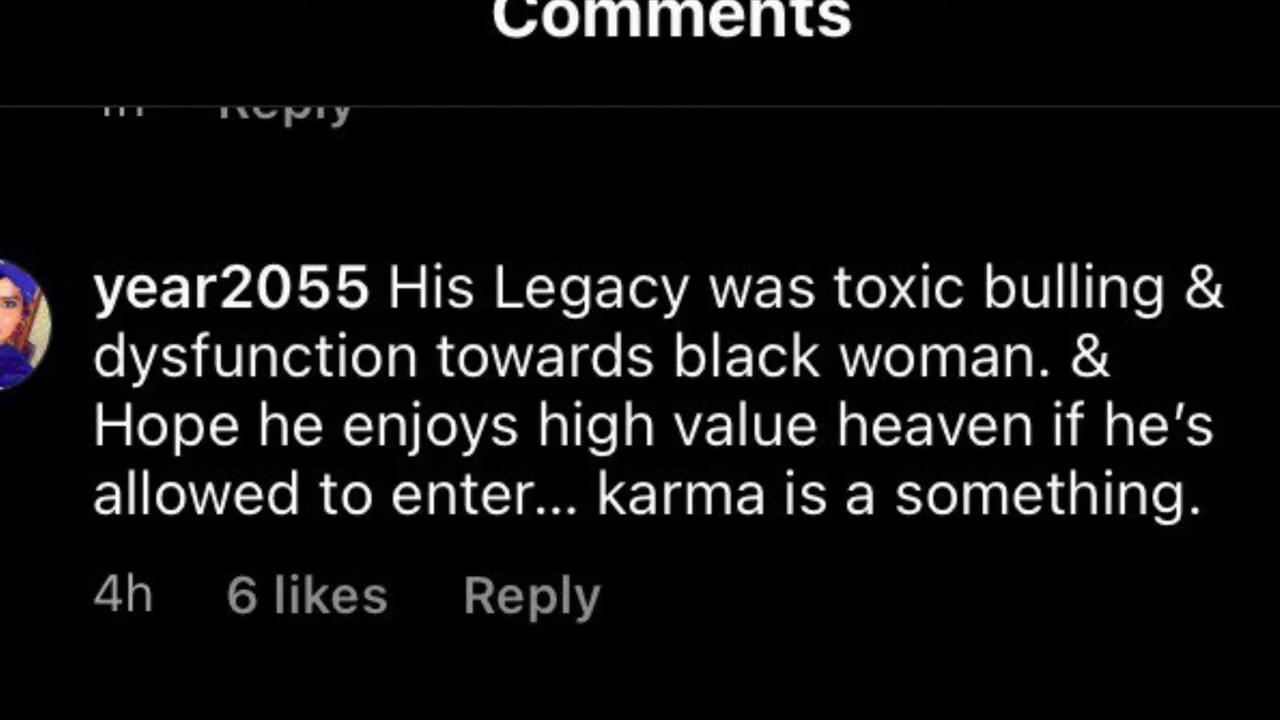 Comments
Reply
year2055 His Legacy was toxic bulling &
dysfunction towards black woman. &
Hope he enjoys high value heaven if he’s
allowed to enter... karma is a something.
4h 6 likes Reply